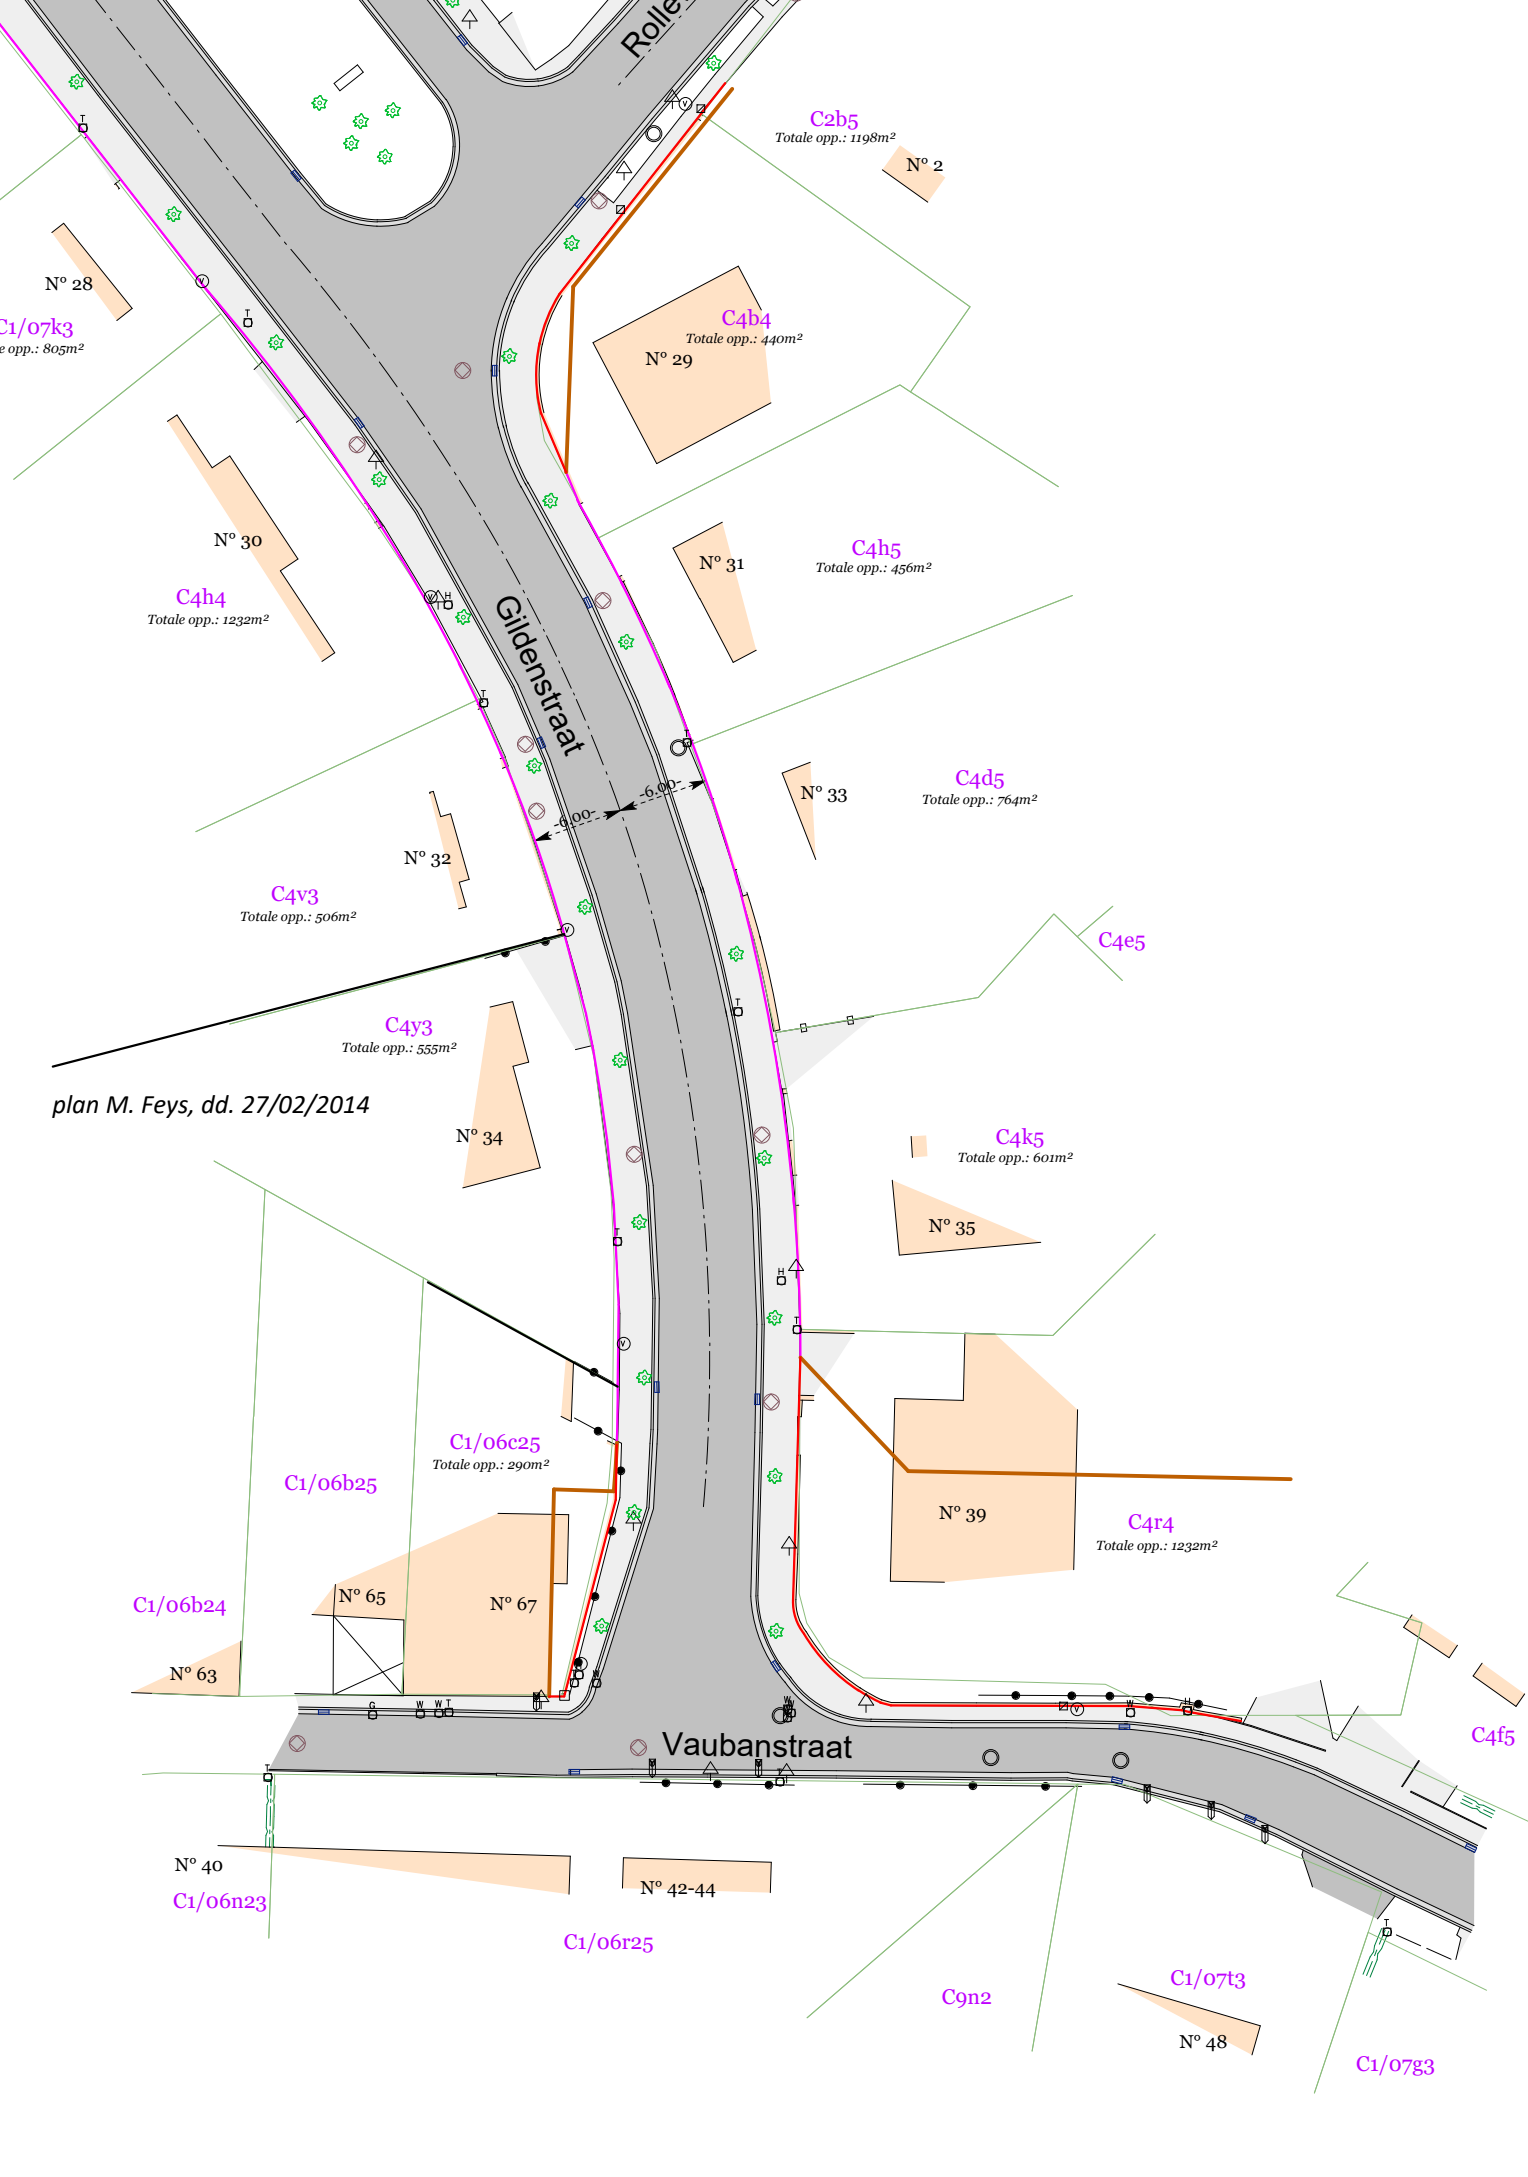 Rolle
C2b5
Totale opp.: 1198m²
N° 2
N° 28
C1/07k3
e opp.: 805m²
C4b4
Totale opp.: 440m²
N° 29
N° 30
C4h4
Totale opp.: 1232m²
N° 31
C4h5
Totale opp.: 456m²
Gildenstraat
-6.00-
-6.00-
N° 33
C4d5
Totale opp.: 764m²
N° 32
C4v3
Totale opp.: 506m²
C4e5
C4y3
Totale opp.: 555m²
plan M. Feys, dd. 27/02/2014
N° 34
C4k5
Totale opp.: 601m²
N° 35
C1/06c25
Totale opp.: 290m²
C1/06b25
N° 39
C4r4
Totale opp.: 1232m²
C1/06b24
N° 65
N° 67
N° 63
C4f5
Vaubanstraat
N° 40
C1/06n23
N° 42-44
C1/06r25
C9n2
C1/07t3
N° 48
C1/07g3